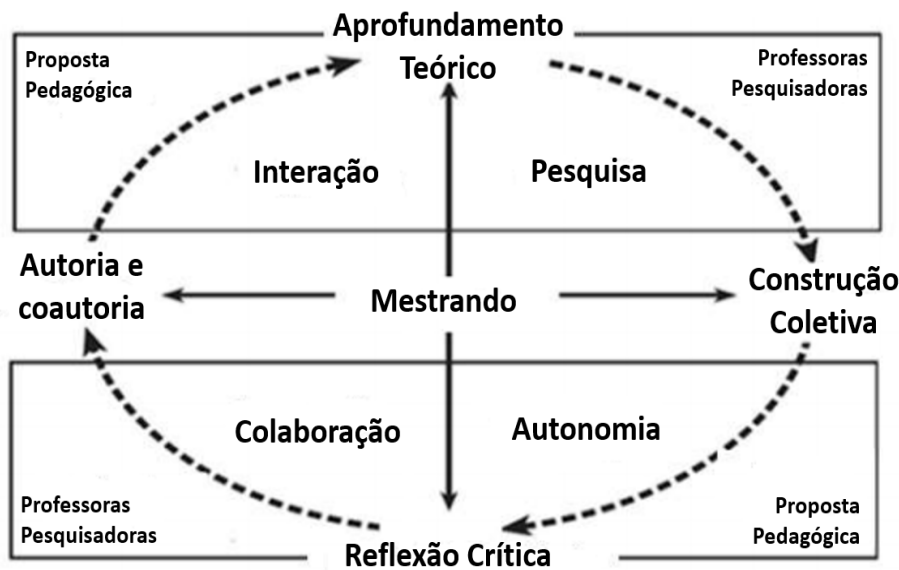 Aprofundamento
Teórico
Proposta
Pedagógica
Professoras
Pesquisadoras
Interação
Pesquisa
Autoria e
coautoria
Mestrando
Construção
Coletiva
Colaboração
Autonomia
Professoras
Pesquisadoras
Proposta
Pedagógica
Reflexão Crítica